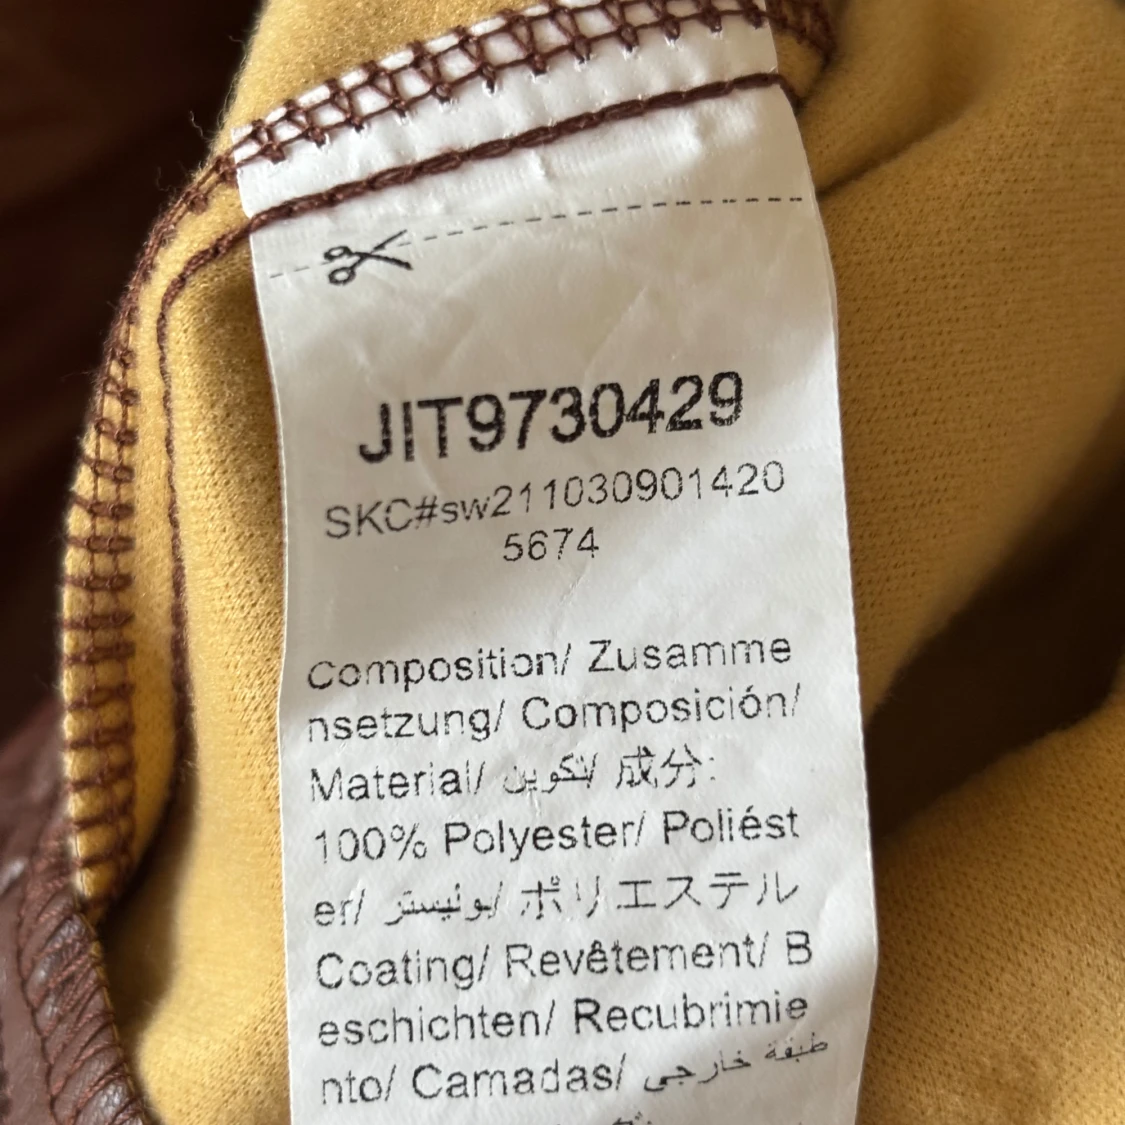 JIT9730429
SKC#sw211030901420
5674
Composition/ Zusamme
nsetzung/ Composición/
Material/ تكوين/ 成分:
100% Polyester/ Poliést
er/ بوليستر/ ポリエステル
Coating/ Revêtement/ B
eschichten/ Recubrimie
nto/ Camadas/ طبقة خارجي